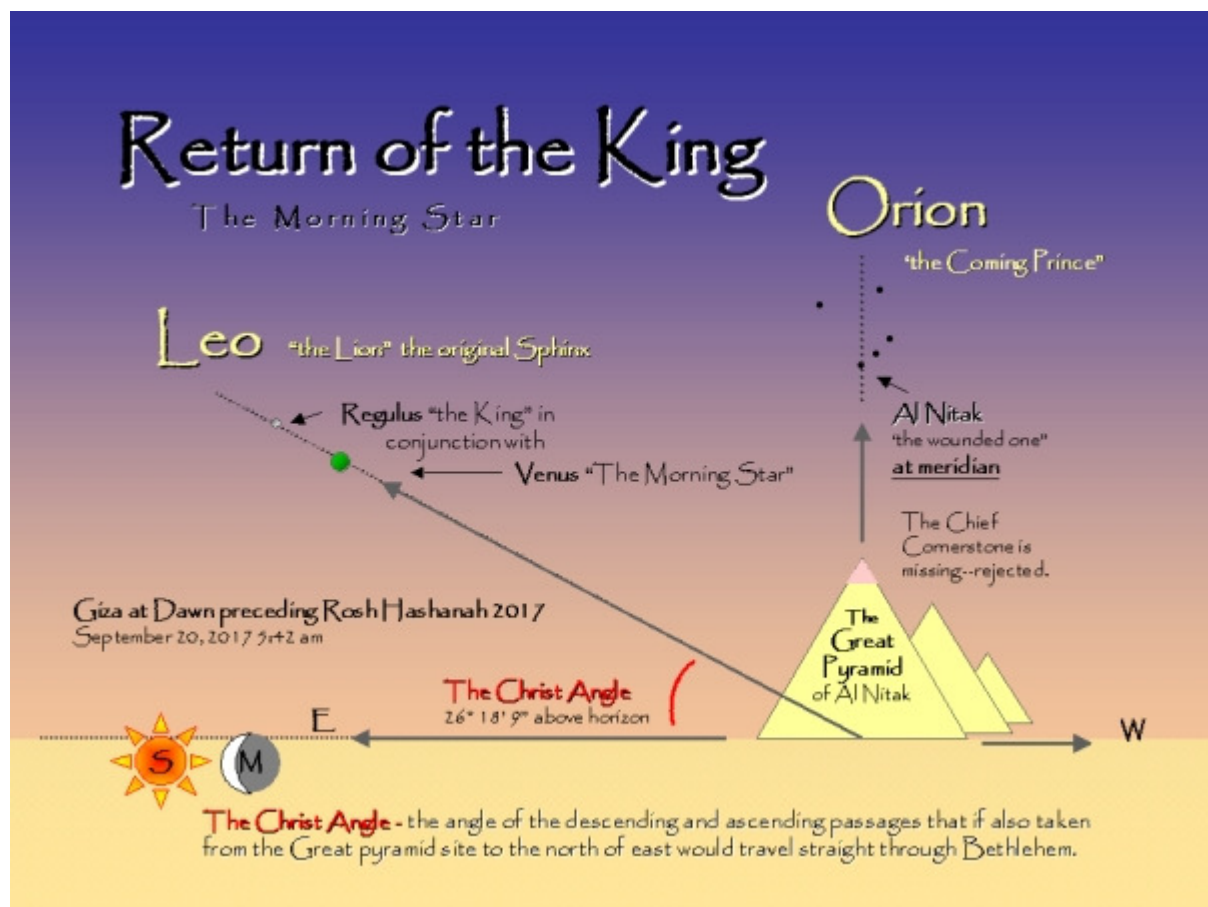 Return of the King
The Morning Star
Orion
"the Coming Prince"
Leo "the Lion" the original Sphinx
Regulus "the King" in
conjunction with
Venus "The Morning Star"
Al Nitak
"the wounded one"
at meridian
The Chief
Cornerstone is
missing--rejected.
Giza at Dawn preceding Rosh Hashanah 2017
September 20, 2017 5:42 am
The
Great
Pyramid
of Al Nitak
The Christ Angle
26° 18' 9" above horizon
E
W
S
M
The Christ Angle - the angle of the descending and ascending passages that if also taken
from the Great pyramid site to the north of east would travel straight through Bethlehem.